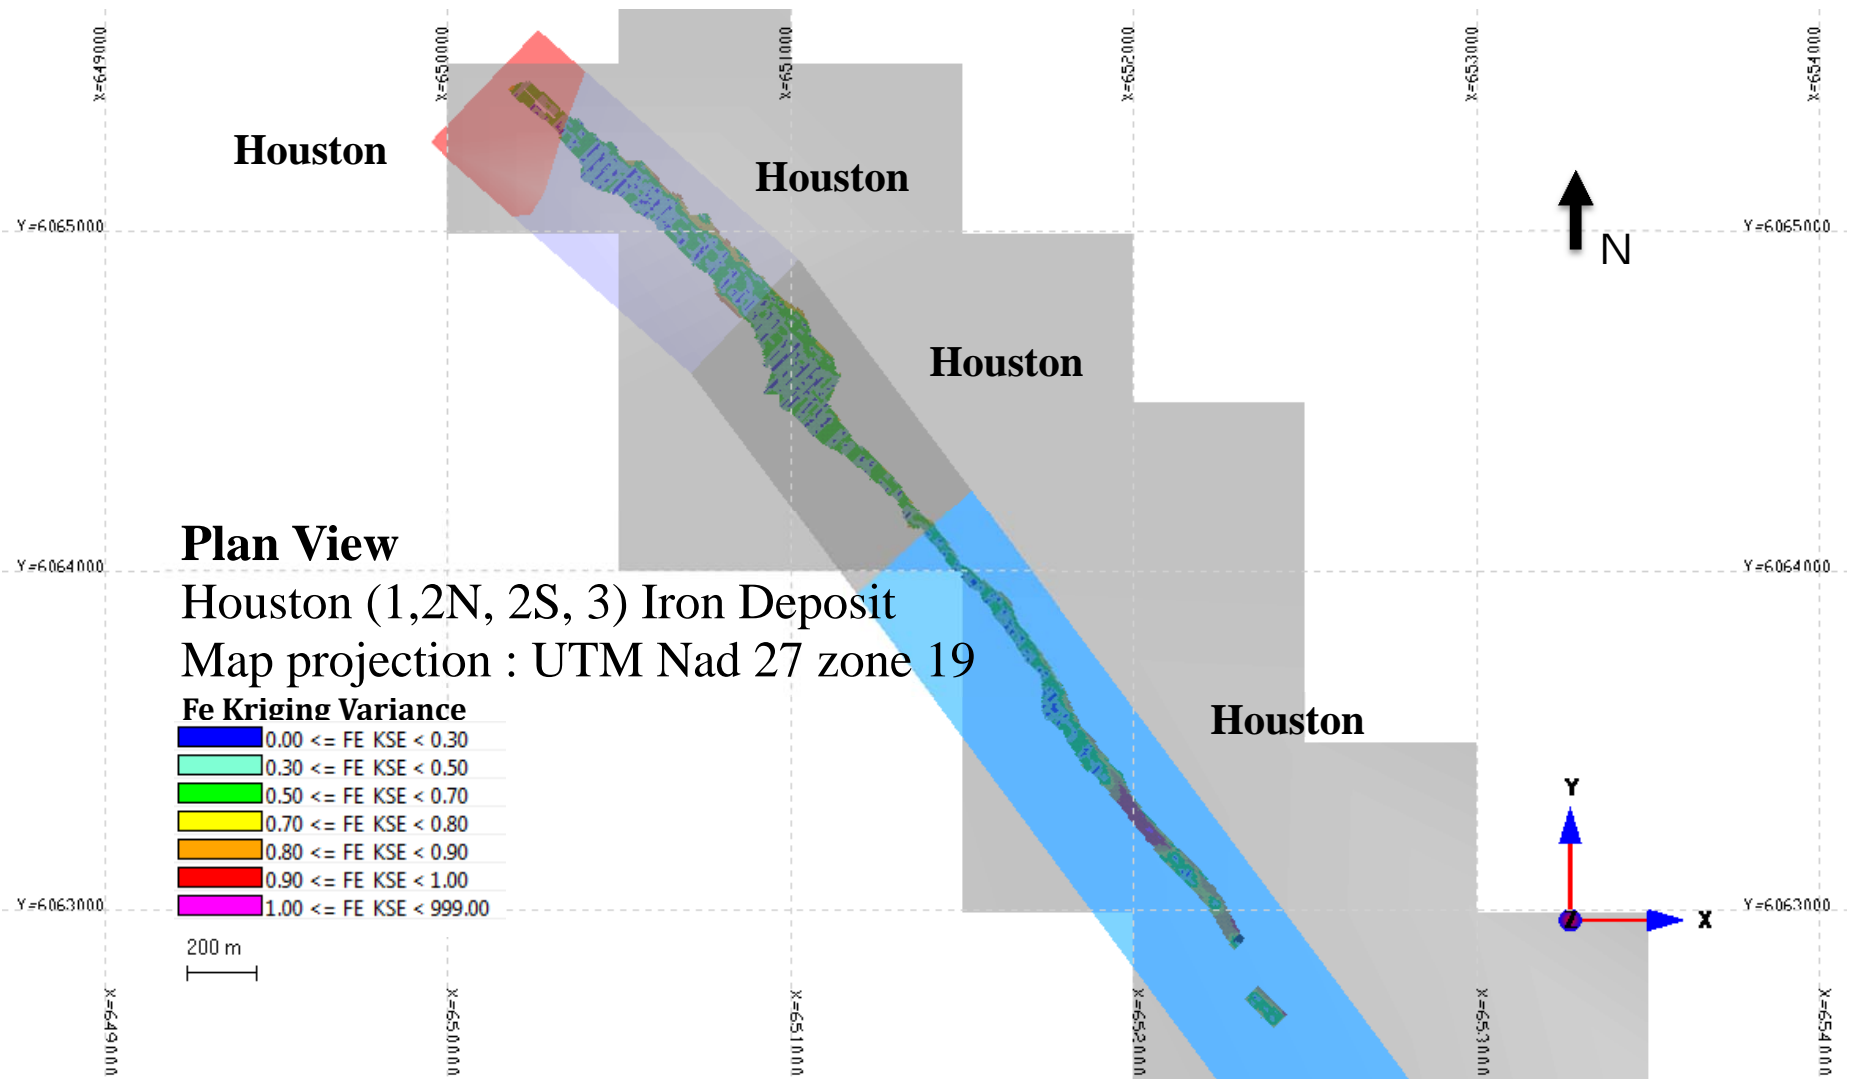 X=649000
X=650000
X=651000
X=652000
X=653000
X=654000
Houston
Houston
Y=6065000
Y=6065000
N
Houston
Plan View
Y=6064000
Y=6064000
Houston (1,2N, 2S, 3) Iron Deposit
Map projection : UTM Nad 27 zone 19
Fe Kriging Variance
0.00 <= FE KSE < 0.30
0.30 <= FE KSE < 0.50
0.50 <= FE KSE < 0.70
0.70 <= FE KSE < 0.80
0.80 <= FE KSE < 0.90
0.90 <= FE KSE < 1.00
1.00 <= FE KSE < 999.00
Houston
Y
Z
X
Y=6063000
Y=6063000
200 m
X=649000
X=650000
X=651000
X=652000
X=653000
X=654000